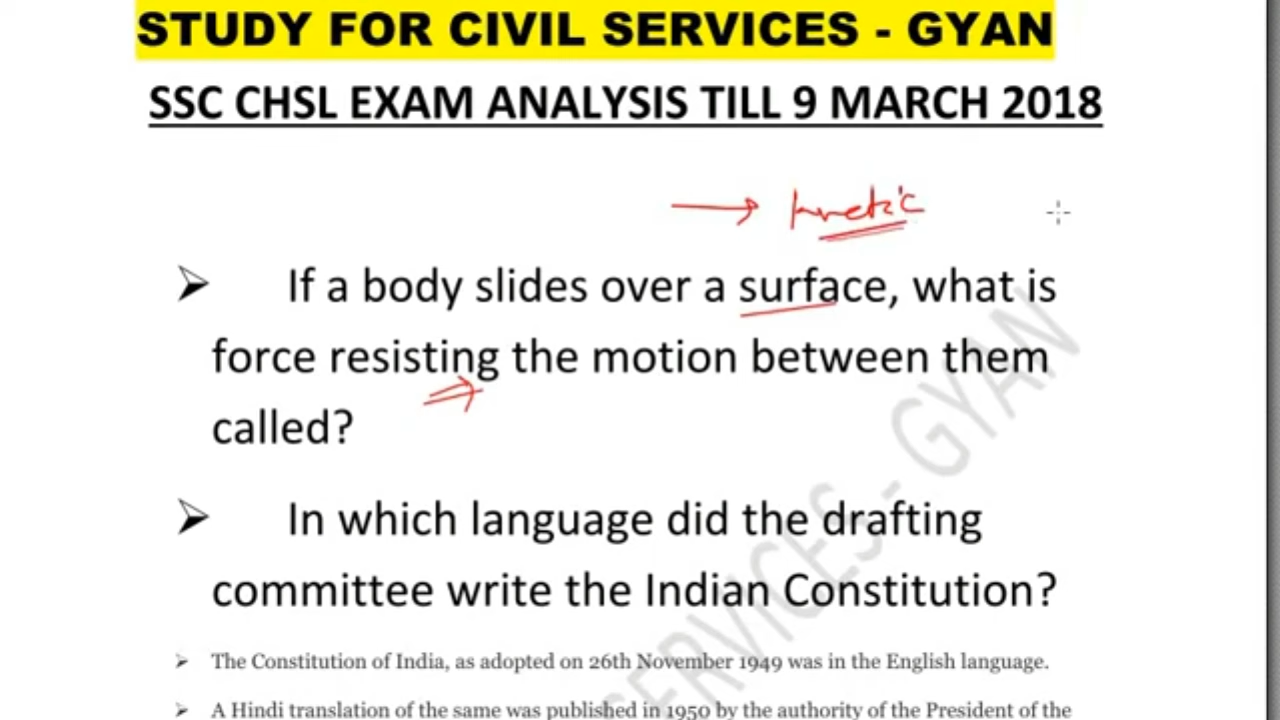 STUDY FOR CIVIL SERVICES - GYAN
SSC CHSL EXAM ANALYSIS TILL 9 MARCH 2018
kinetic
➢ If a body slides over a surface, what is
force resisting the motion between them
called?
➢ In which language did the drafting
committee write the Indian Constitution?
➢ The Constitution of India, as adopted on 26th November 1949 was in the English language.
➢ A Hindi translation of the same was published in 1950 by the authority of the President of the
SERVICES - GYAN